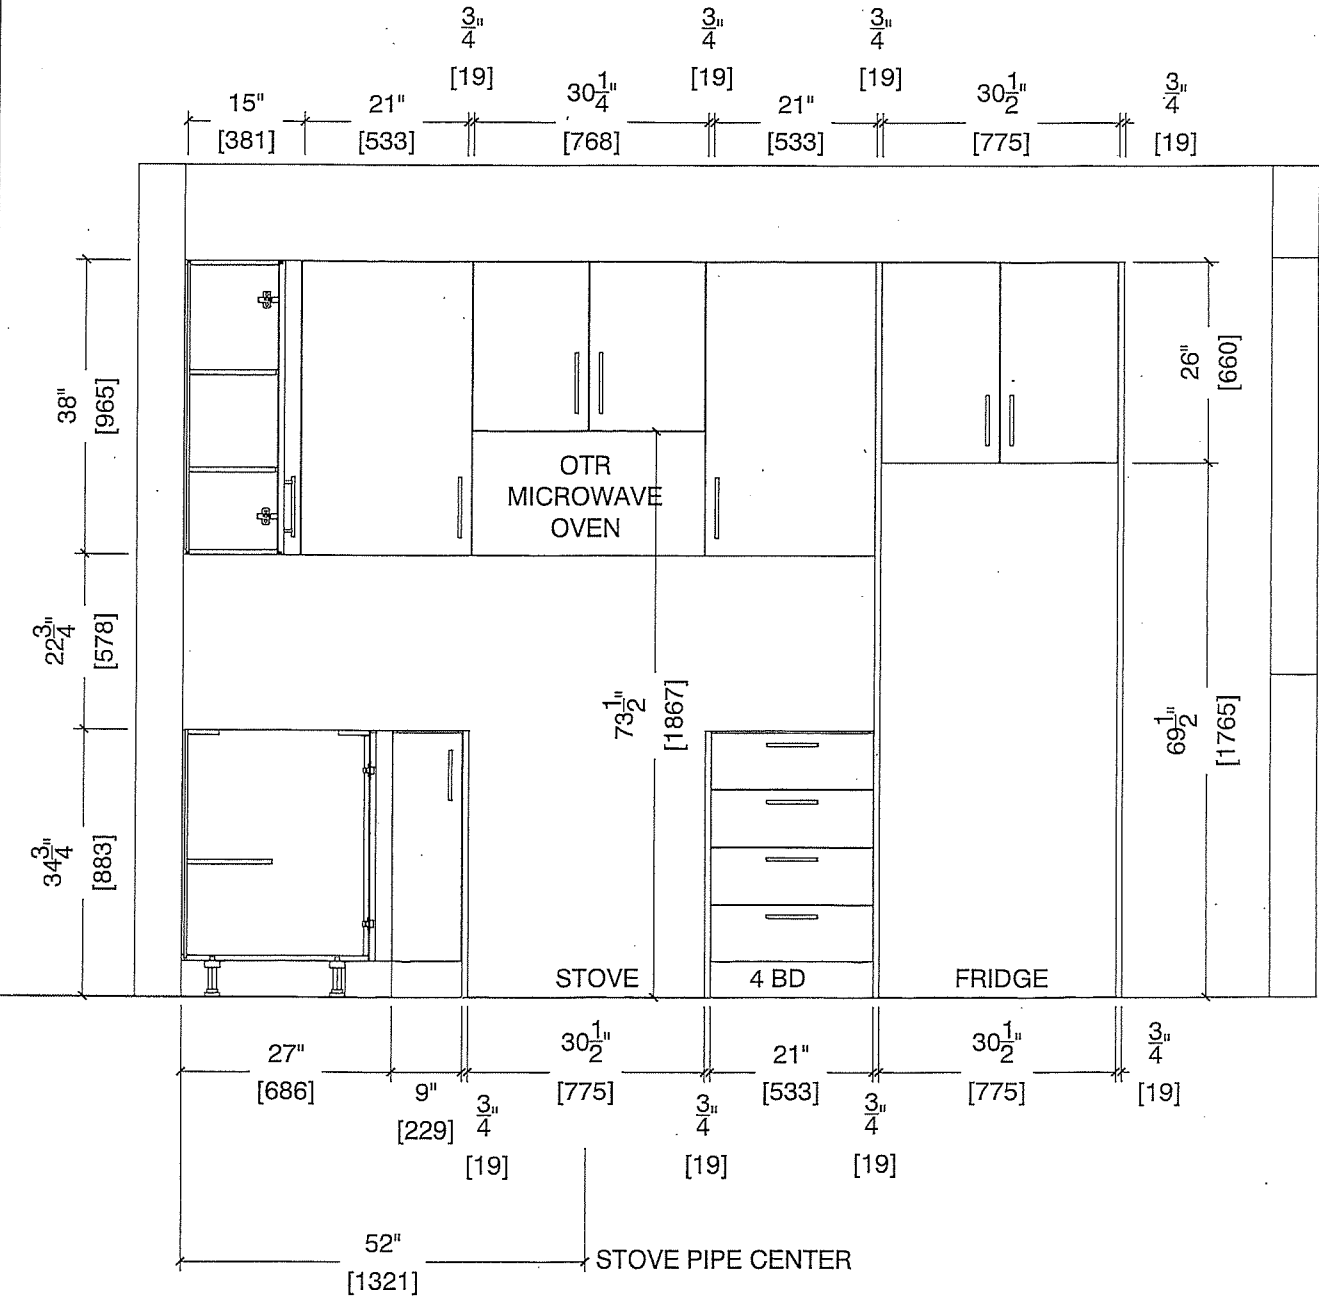 3/4" 3/4" 3/4"
[19] [19] [19]
15" 21" 30 1/4" 21" 30 1/2" 3/4"
[381] [533] [768] [533] [775] [19]
38"
[965]
26"
[660]
OTR
MICROWAVE
OVEN
22 3/4"
[578]
73 1/2"
[1867]
69 1/2"
[1765]
34 3/4"
[883]
STOVE 4 BD FRIDGE
27" 30 1/2" 21" 30 1/2" 3/4"
[686] 9" [775] [533] [775] [19]
[229] 3/4" 3/4" 3/4"
[19] [19] [19]
52"
[1321]
STOVE PIPE CENTER